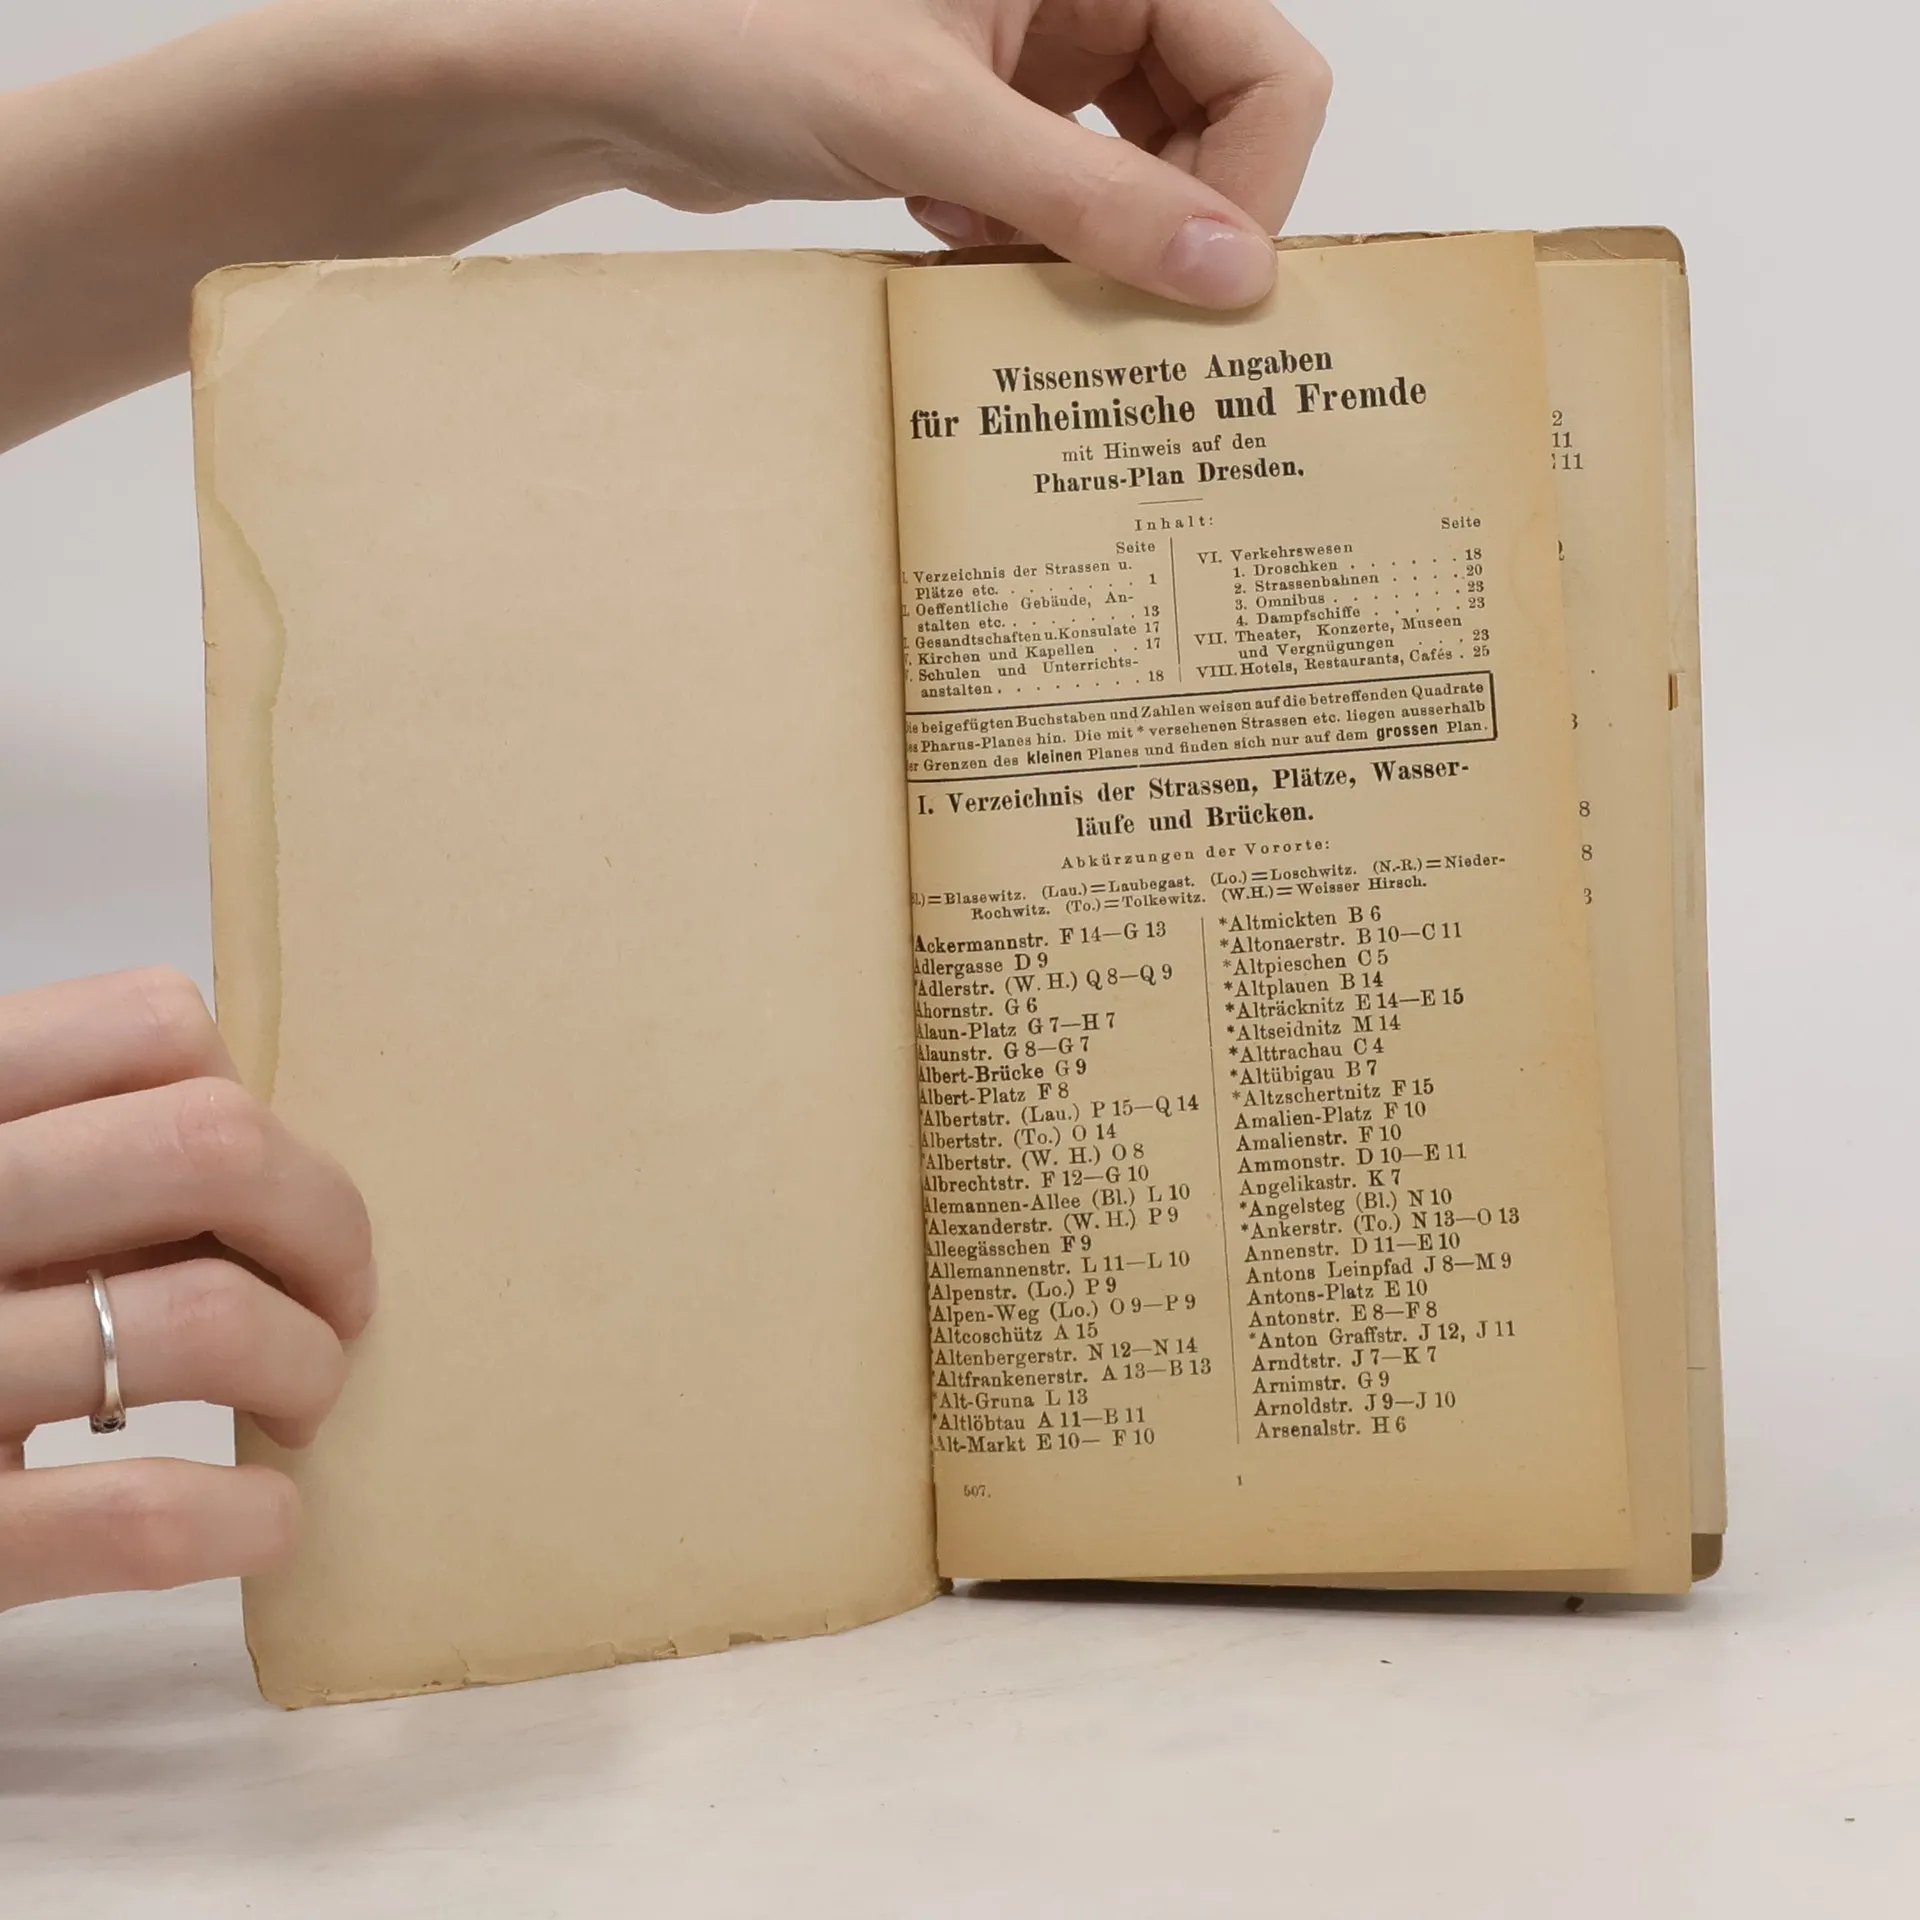 Wissenswerte Angaben
für Einheimische und Fremde
mit Hinweis auf den
Pharus-Plan Dresden.
Inhalt:
Seite
Verzeichnis der Strassen u.
Plätze etc. . . . . . . . 1
Oeffentliche Gebäude, An-
stalten etc. . . . . . . . 13
Gesandtschaften u. Konsulate 17
Kirchen und Kapellen . . 17
Schulen und Unterrichts-
anstalten . . . . . . . . 18
Seite
VI. Verkehrswesen
1. Droschken . . . . . . 18
2. Strassenbahnen . . . . 20
3. Omnibus . . . . . . . 23
4. Dampfschiffe . . . . . 23
VII. Theater, Konzerte, Museen
und Vergnügungen . . . 23
VIII. Hotels, Restaurants, Cafés . 25
beigefügten Buchstaben und Zahlen weisen auf die betreffenden Quadrate
Pharus-Planes hin. Die mit * versehenen Strassen etc. liegen ausserhalb
Grenzen des kleinen Planes und finden sich nur auf dem grossen Plan.
I. Verzeichnis der Strassen, Plätze, Wasser-
läufe und Brücken.
Abkürzungen der Vororte:
)=Blasewitz. (Lau.)=Laubegast. (Lo.)=Loschwitz. (N.-R.)=Nieder-
Rochwitz. (To.)=Tolkewitz. (W.H.)=Weisser Hirsch.
Ackermannstr. F 14—G 13
Adlergasse D 9
*Adlerstr. (W. H.) Q 8—Q 9
Ahornstr. G 6
Alaun-Platz G 7—H 7
Alaunstr. G 8—G 7
Albert-Brücke G 9
Albert-Platz F 8
*Albertstr. (Lau.) P 15—Q 14
Albertstr. (To.) O 14
*Albertstr. (W. H.) O 8
Albrechtstr. F 12—G 10
Alemannen-Allee (Bl.) L 10
*Alexanderstr. (W. H.) P 9
Alleegässchen F 9
*Allemannenstr. L 11—L 10
*Alpenstr. (Lo.) P 9
*Alpen-Weg (Lo.) O 9—P 9
*Altcoschütz A 15
*Altenbergerstr. N 12—N 14
*Altfrankenerstr. A 13—B 13
*Alt-Gruna L 13
*Altlöbtau A 11—B 11
Alt-Markt E 10— F 10
*Altmickten B 6
*Altonaerstr. B 10—C 11
*Altpieschen C 5
*Altplauen B 14
*Alträcknitz E 14—E 15
*Altseidnitz M 14
*Alttrachau C 4
*Altübigau B 7
*Altzschertnitz F 15
Amalien-Platz F 10
Amalienstr. F 10
Ammonstr. D 10—E 11
Angelikastr. K 7
*Angelsteg (Bl.) N 10
*Ankerstr. (To.) N 13—O 13
Annenstr. D 11—E 10
Antons Leinpfad J 8—M 9
Antons-Platz E 10
Antonstr. E 8—F 8
*Anton Graffstr. J 12, J 11
Arndtstr. J 7—K 7
Arnimstr. G 9
Arnoldstr. J 9—J 10
Arsenalstr. H 6
507.
1
2
11
11
8
8